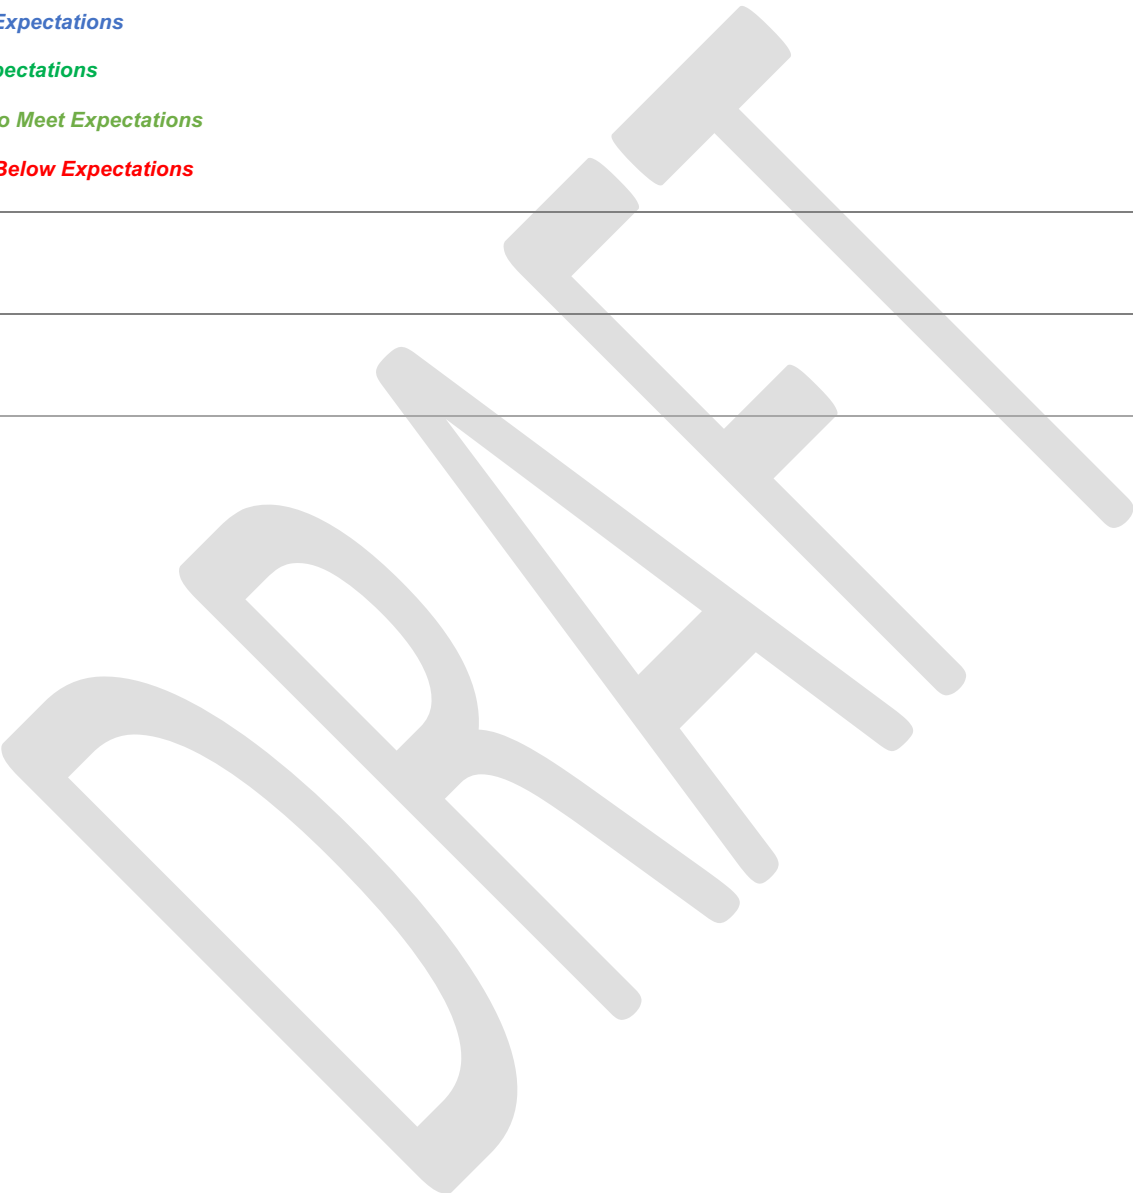 Expectations
pectations
o Meet Expectations
Below Expectations
DRAFT